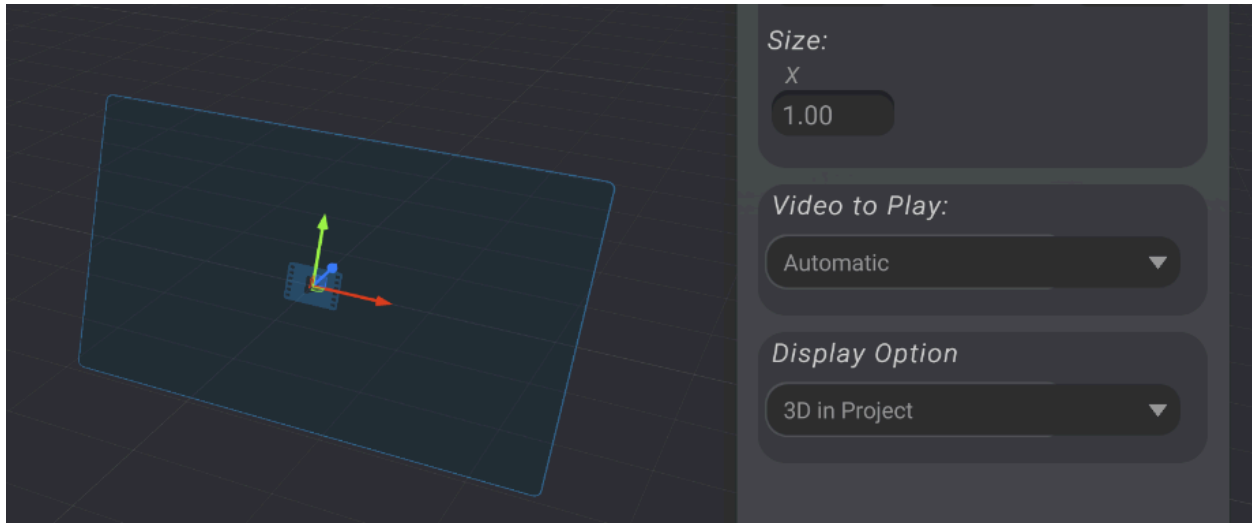 Size:
X
1.00
Video to Play:
Automatic
Display Option
3D in Project